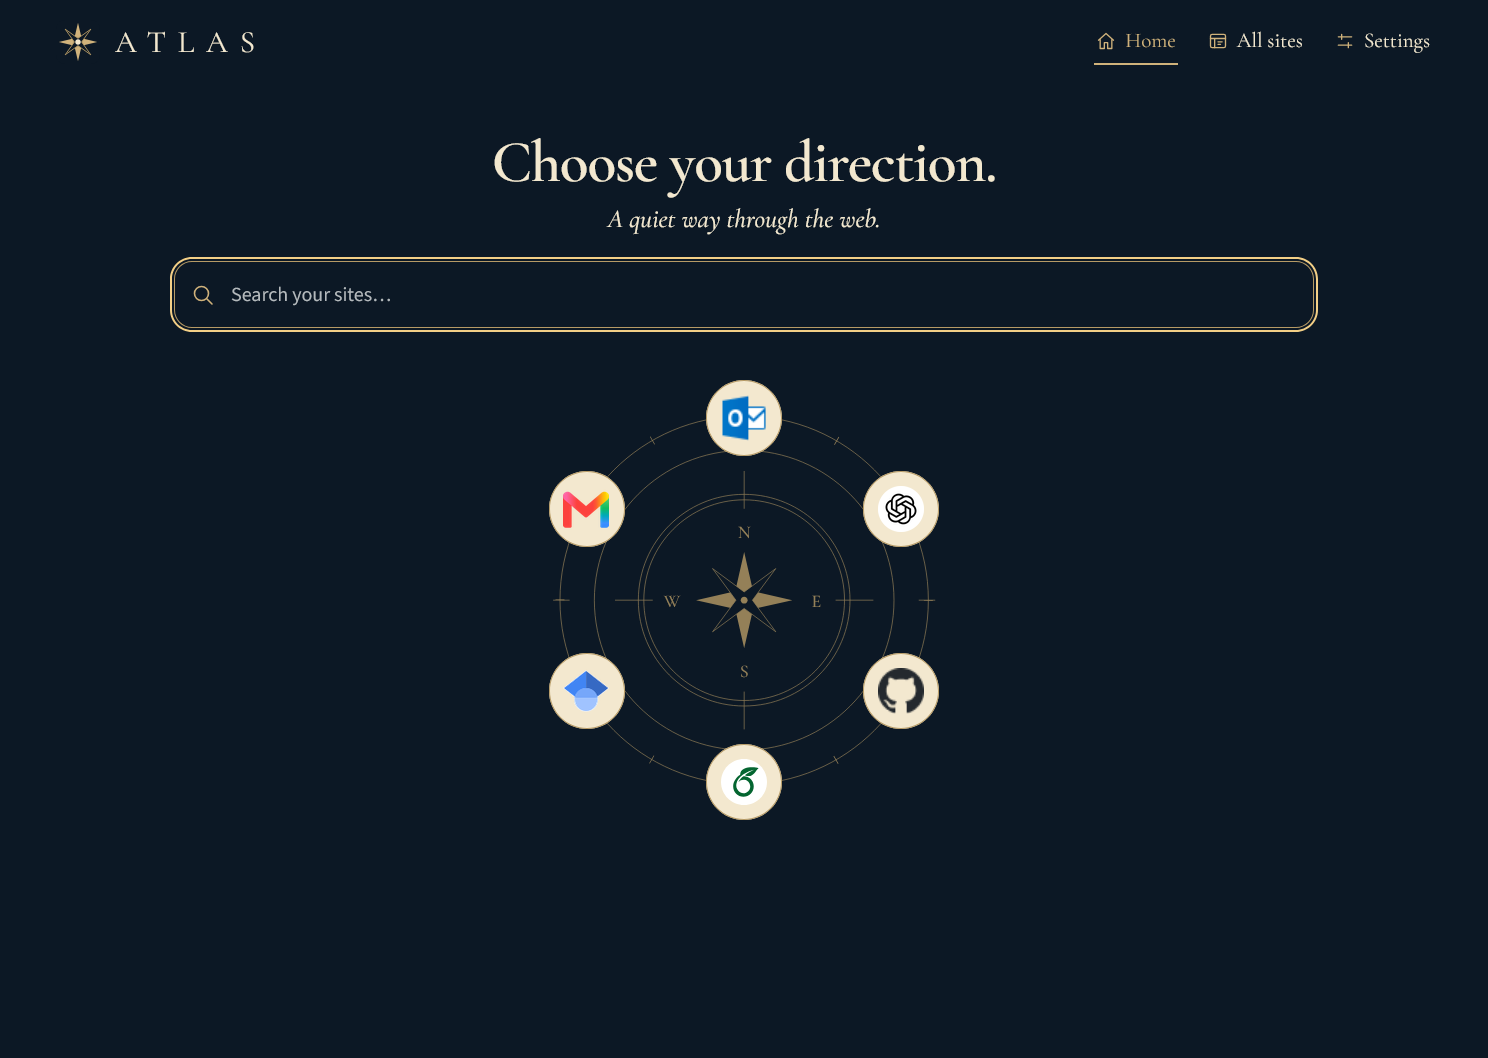 ATLAS
Home
All sites
Settings
Choose your direction.
A quiet way through the web.
Search your sites…
O
N
W
E
S